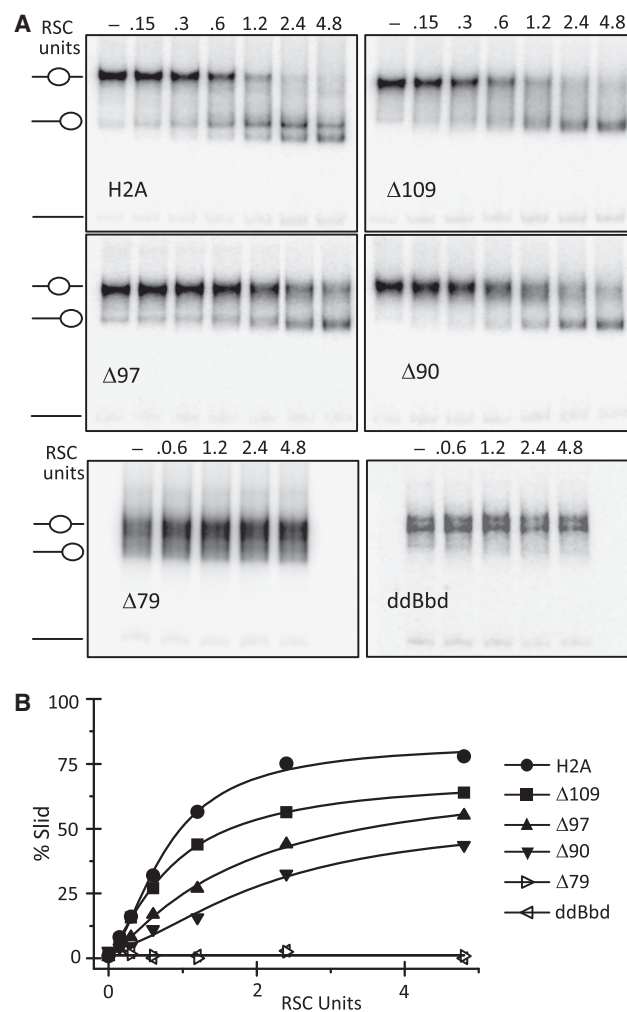 A
RSC units – .15 .3 .6 1.2 2.4 4.8 – .15 .3 .6 1.2 2.4 4.8
H2A Δ109
Δ97 Δ90
RSC units – .0.6 1.2 2.4 4.8 – .0.6 1.2 2.4 4.8
Δ79 ddBbd
B
100
75
50
25
0
% Slid
0 2 4
RSC Units
H2A
Δ109
Δ97
Δ90
Δ79
ddBbd